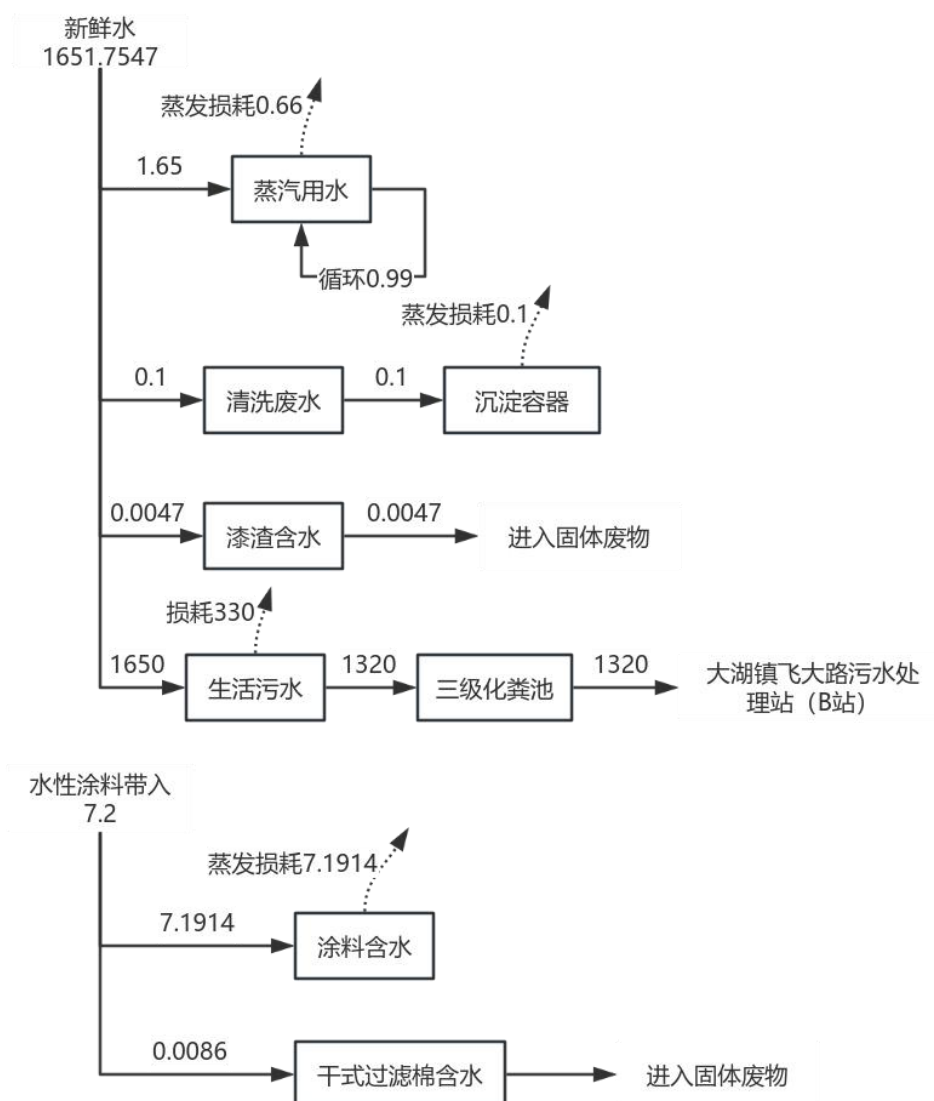 新鲜水
1651.7547
蒸发损耗0.66
1.65
蒸汽用水
循环0.99
蒸发损耗0.1
0.1
清洗废水
0.1
沉淀容器
0.0047
漆渣含水
0.0047
进入固体废物
损耗330
1650
生活污水
1320
三级化粪池
1320
大湖镇飞大路污水处
理站（B站）
水性涂料带入
7.2
蒸发损耗7.1914
7.1914
涂料含水
0.0086
干式过滤棉含水
进入固体废物